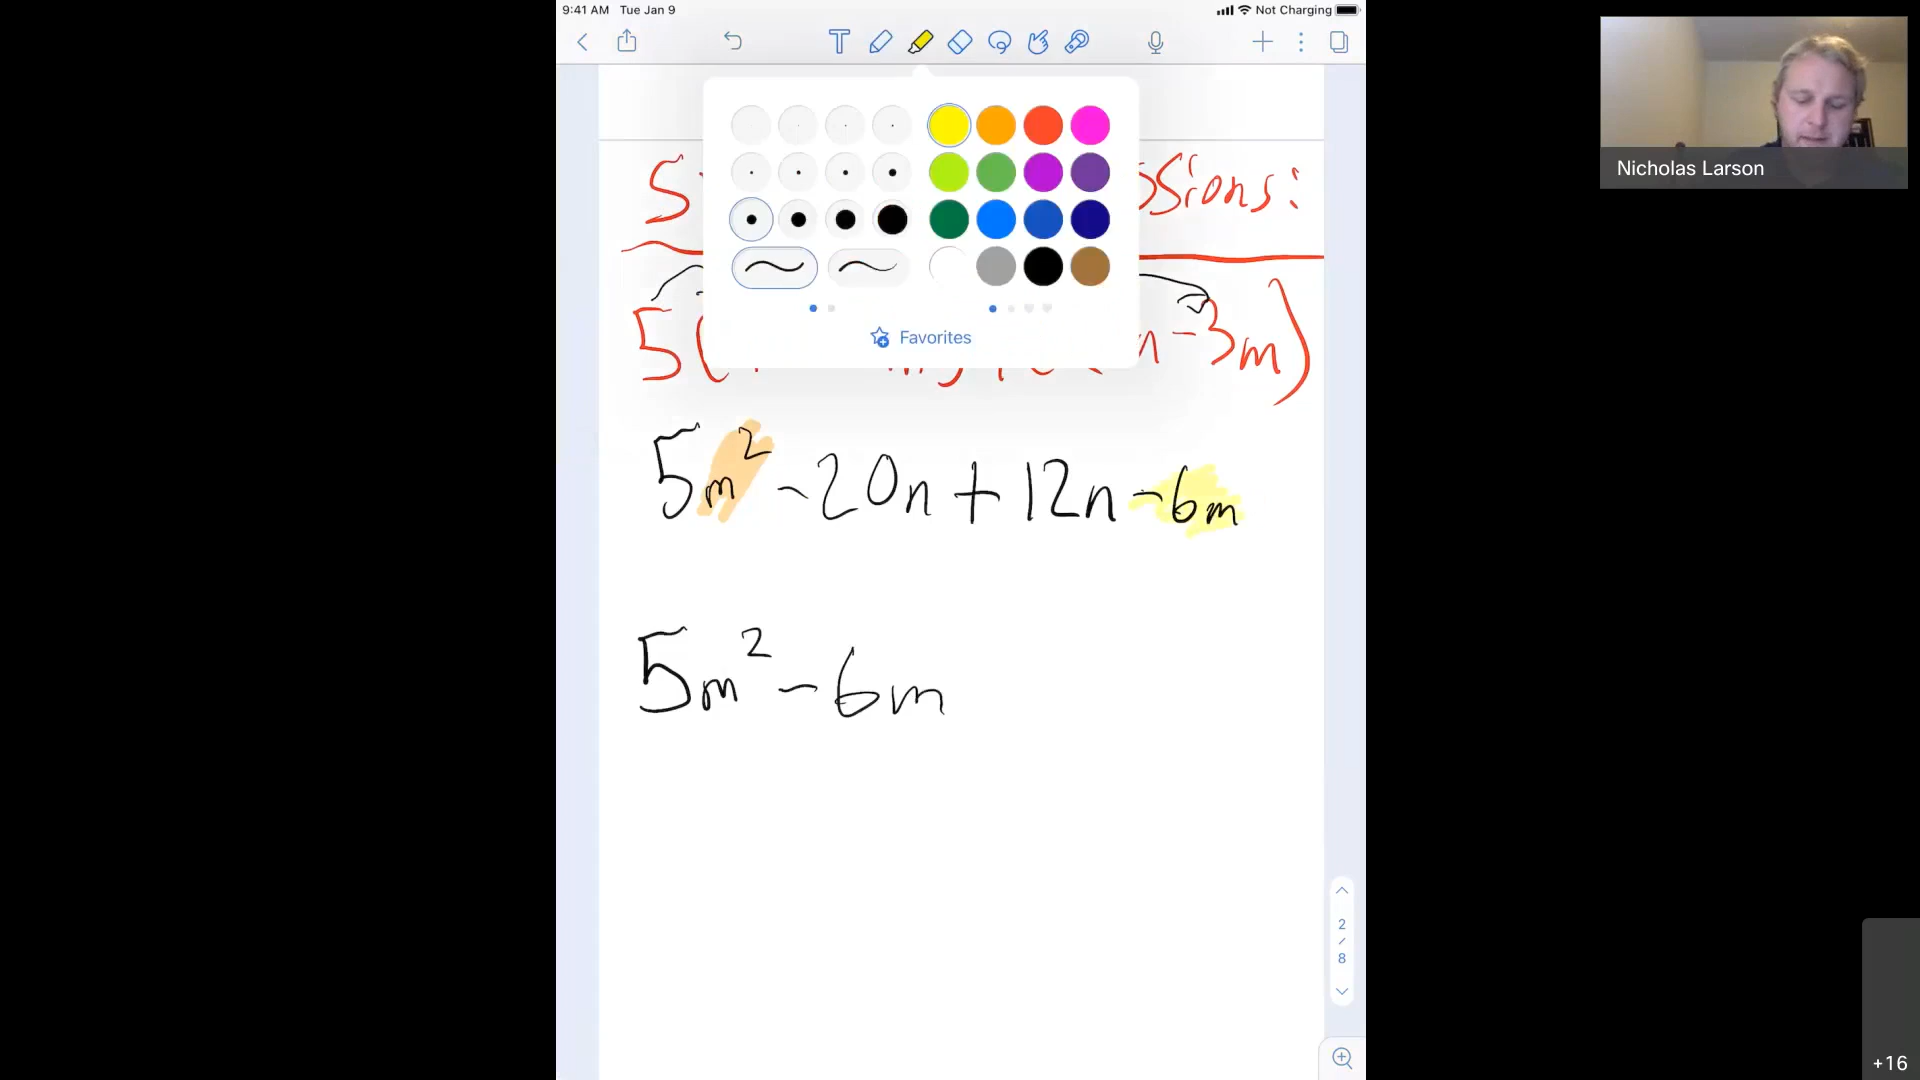 9:41 AM Tue Jan 9
Not Charging
Nicholas Larson
Favorites
5m² - 20n + 12n - 6m
5m² - 6m
2
/
8
+16